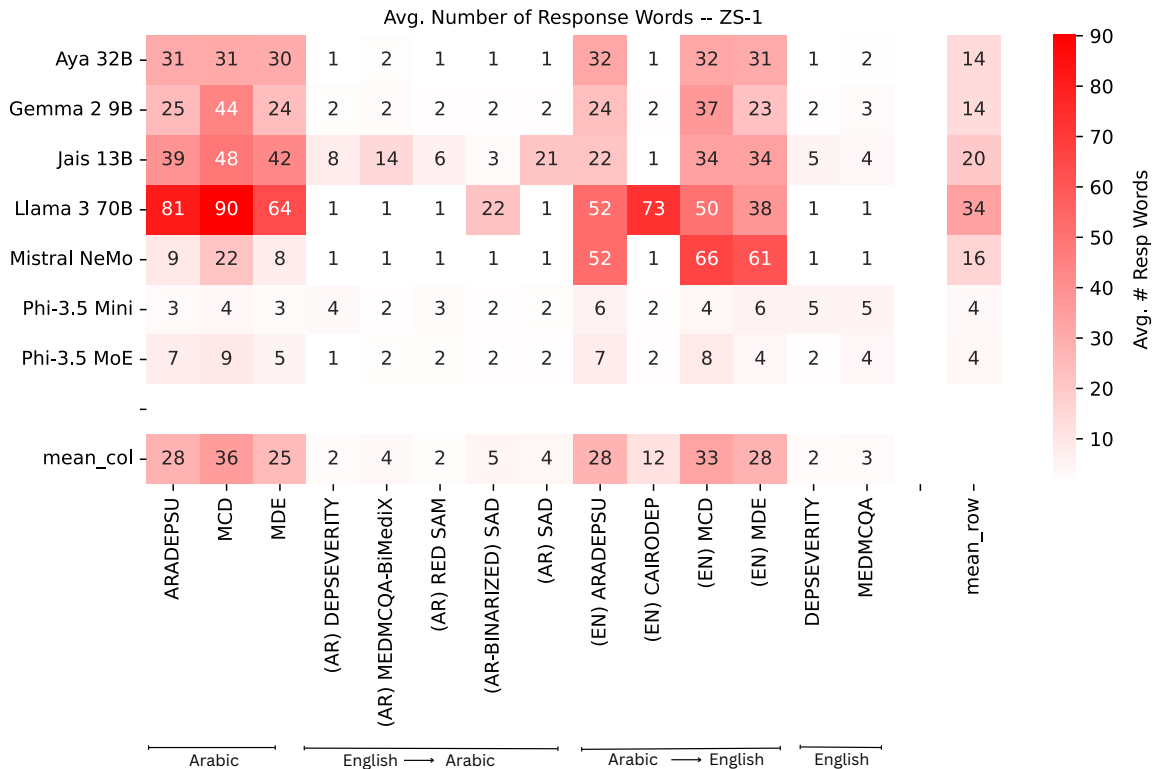 Avg. Number of Response Words -- ZS-1
Aya 32B 31 31 30 1 2 1 1 1 32 1 32 31 1 2 14
Gemma 2 9B 25 44 24 2 2 2 2 2 24 2 37 23 2 3 14
Jais 13B 39 48 42 8 14 6 3 21 22 1 34 34 5 4 20
Llama 3 70B 81 90 64 1 1 1 22 1 52 73 50 38 1 1 34
Mistral NeMo 9 22 8 1 1 1 1 1 52 1 66 61 1 1 16
Phi-3.5 Mini 3 4 3 4 2 3 2 2 6 2 4 6 5 5 4
Phi-3.5 MoE 7 9 5 1 2 2 2 2 7 2 8 4 2 4 4
mean_col 28 36 25 2 4 2 5 4 28 12 33 28 2 3
ARADEPSU
MCD
MDE
(AR) DEPSEVERITY
(AR) MEDMCQA-BiMediX
(AR) RED SAM
(AR-BINARIZED) SAD
(AR) SAD
(EN) ARADEPSU
(EN) CAIRODEP
(EN) MCD
(EN) MDE
DEPSEVERITY
MEDMCQA
mean_row
Arabic
English → Arabic
Arabic → English
English
90
80
70
60
50
40
30
20
10
Avg. # Resp Words